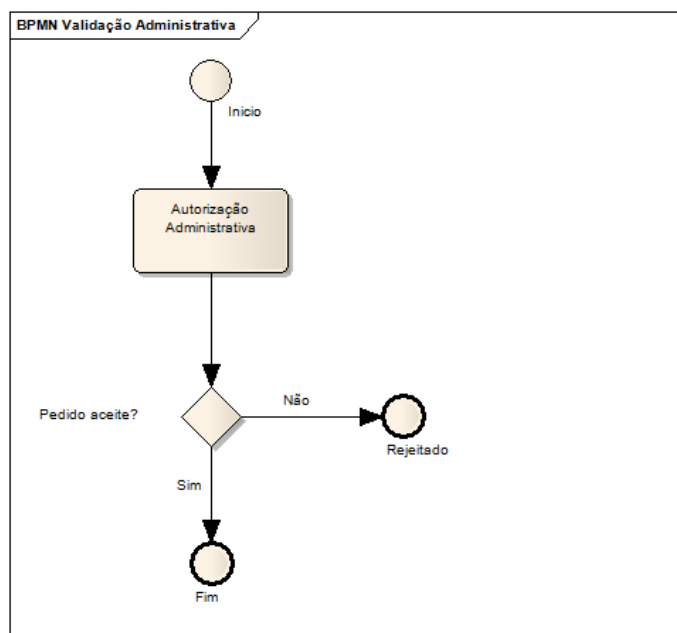 BPMN Validação Administrativa
Inicio
Autorização
Administrativa
Pedido aceite?
Não
Rejeitado
Sim
Fim